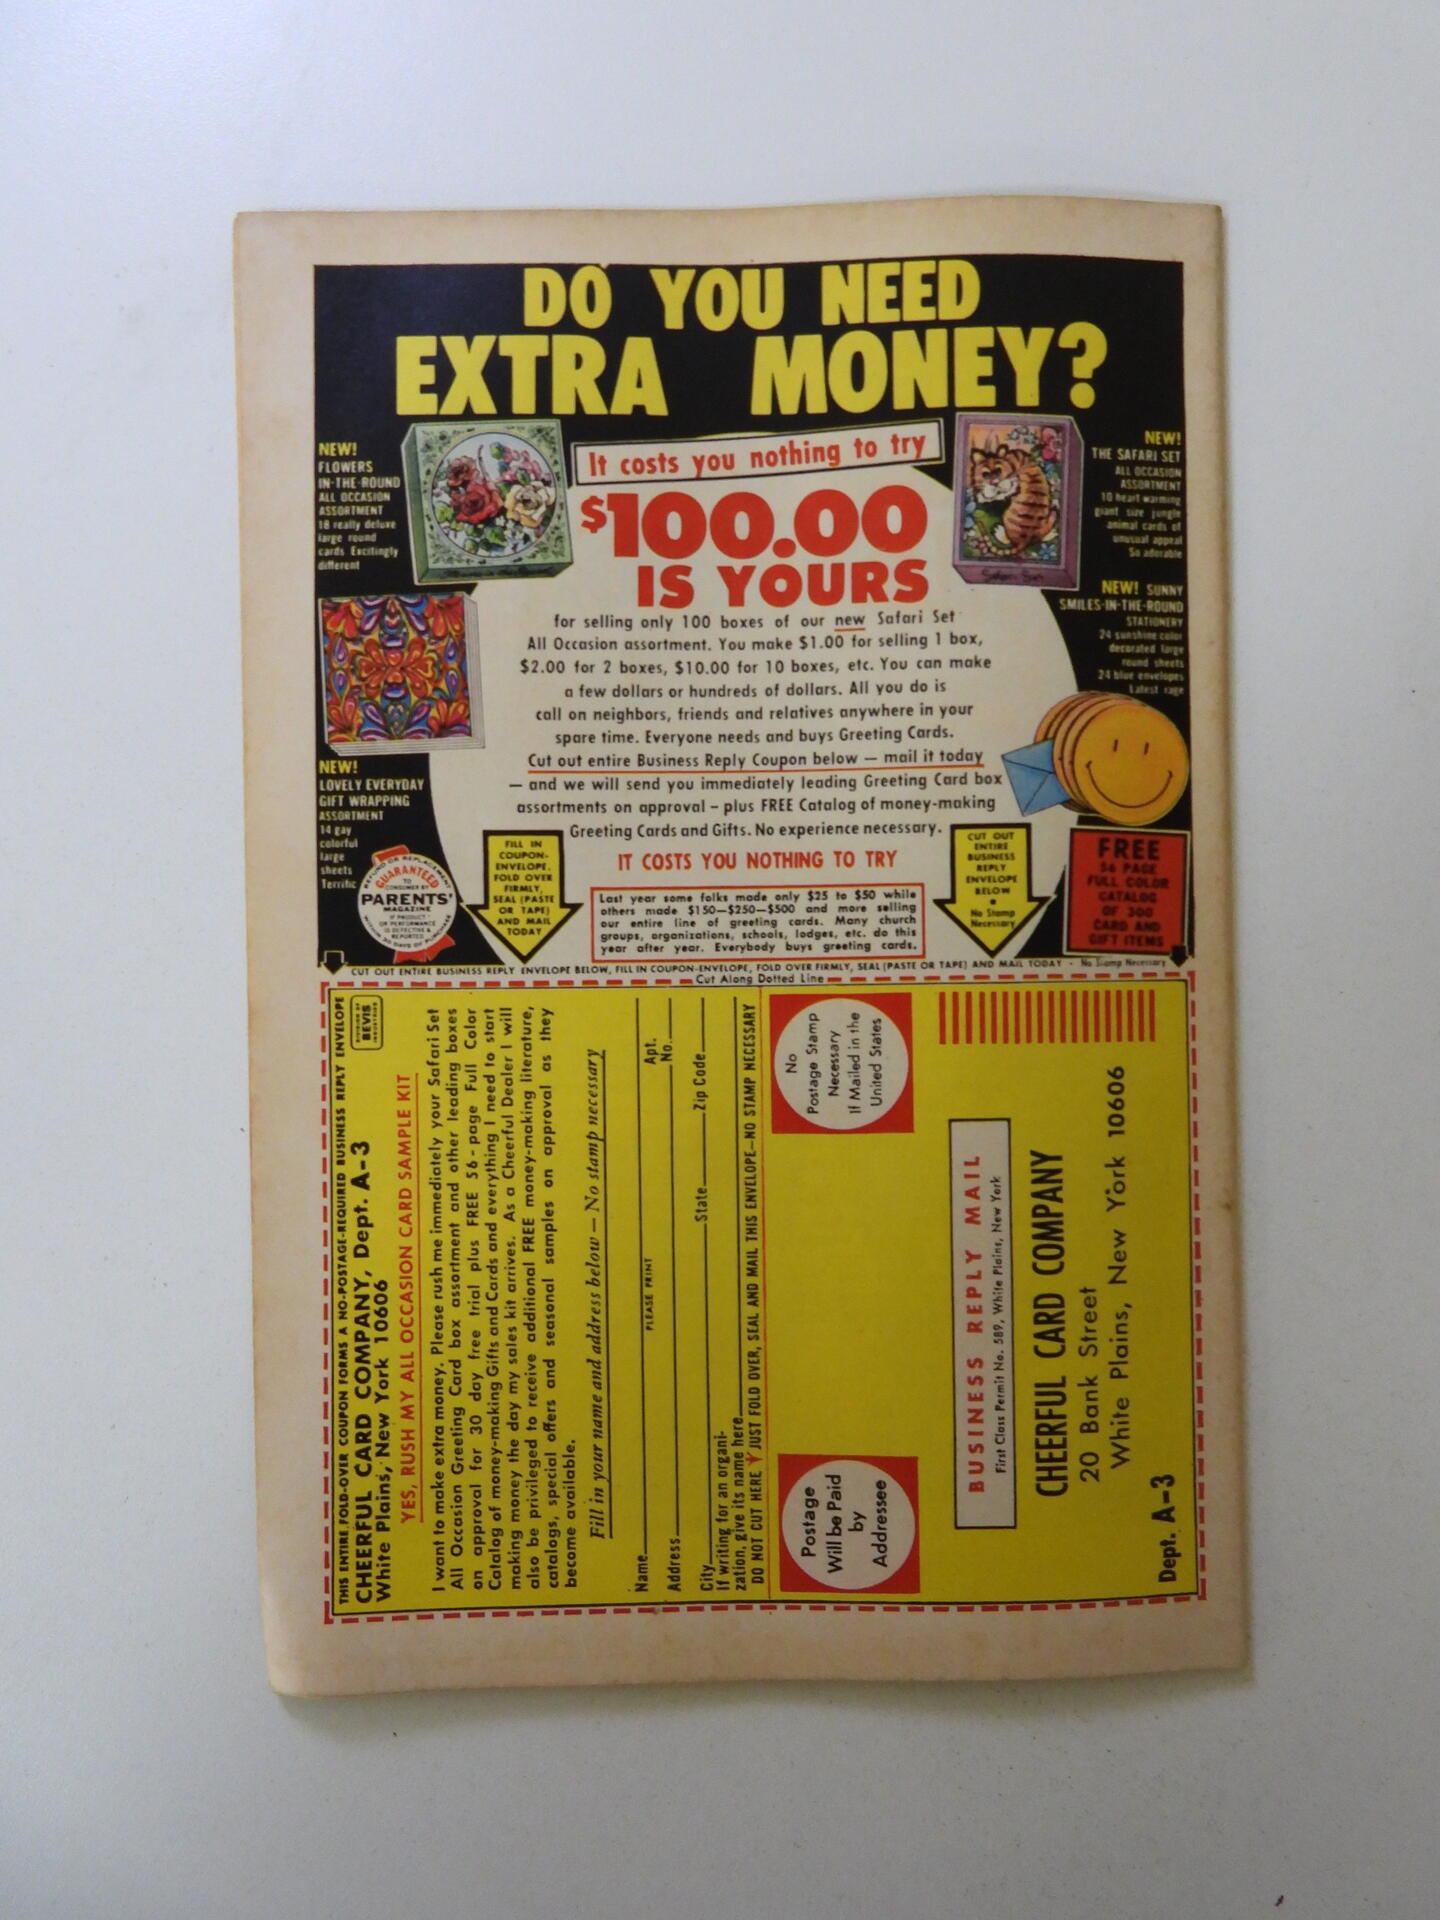 DO YOU NEED
EXTRA MONEY?
It costs you nothing to try
$100.00
IS YOURS
for selling only 100 boxes of our new Safari Set
All Occasion assortment. You make $1.00 for selling 1 box,
$2.00 for 2 boxes, $10.00 for 10 boxes, etc. You can make
a few dollars or hundreds of dollars. All you do is
call on neighbors, friends and relatives anywhere in your
spare time. Everyone needs and buys Greeting Cards.
Cut out entire Business Reply Coupon below — mail it today
— and we will send you immediately leading Greeting Card box
assortments on approval – plus FREE Catalog of money-making
Greeting Cards and Gifts. No experience necessary.
IT COSTS YOU NOTHING TO TRY
Last year some folks made only $25 to $50 while
others made $150—$250—$500 and more selling
our entire line of greeting cards. Many church
groups, organizations, schools, lodges, etc. do this
year after year. Everybody buys greeting cards.
NEW!
FLOWERS
IN-THE-ROUND
ALL OCCASION
ASSORTMENT
18 really deluxe
large round
cards Excitingly
different
NEW!
LOVELY EVERYDAY
GIFT WRAPPING
ASSORTMENT
14 gay
colorful
large
sheets
Terrific
REFUND OR REPLACEMENT
GUARANTEED
TO
CONSUMER BY
PARENTS'
MAGAZINE
IF PRODUCT
OR PERFORMANCE
IS DEFECTIVE &
REPORTED
WITHIN 30 DAYS OF PURCHASE
FILL IN
COUPON-
ENVELOPE,
FOLD OVER
FIRMLY,
SEAL (PASTE
OR TAPE)
AND MAIL
TODAY
NEW!
THE SAFARI SET
ALL OCCASION
ASSORTMENT
10 heart warming
giant size jungle
animal cards of
unusual appeal
So adorable
Safari Set
NEW! SUNNY
SMILES-IN-THE-ROUND
STATIONERY
24 sunshine color
decorated large
round sheets
24 blue envelopes
Latest rage
CUT OUT
ENTIRE
BUSINESS
REPLY
ENVELOPE
BELOW
No Stamp
Necessary
FREE
56 PAGE
FULL COLOR
CATALOG
OF 300
CARD AND
GIFT ITEMS
CUT OUT ENTIRE BUSINESS REPLY ENVELOPE BELOW, FILL IN COUPON-ENVELOPE, FOLD OVER FIRMLY, SEAL (PASTE OR TAPE) AND MAIL TODAY - No Stamp Necessary
Cut Along Dotted Line
THIS ENTIRE FOLD-OVER COUPON FORMS A NO-POSTAGE-REQUIRED BUSINESS REPLY ENVELOPE
CHEERFUL CARD COMPANY, Dept. A-3
White Plains, New York 10606
DIVISION OF
BEVIS
INDUSTRIES
YES, RUSH MY ALL OCCASION CARD SAMPLE KIT
I want to make extra money. Please rush me immediately your Safari Set
All Occasion Greeting Card box assortment and other leading boxes
on approval for 30 day free trial plus FREE 56-page Full Color
Catalog of money-making Gifts and Cards and everything I need to start
making money the day my sales kit arrives. As a Cheerful Dealer I will
also be privileged to receive additional FREE money-making literature,
catalogs, special offers and seasonal samples on approval as they
become available.
Fill in your name and address below — No stamp necessary
Name
PLEASE PRINT
Address Apt. No.
City State Zip Code
If writing for an organi-
zation, give its name here
DO NOT CUT HERE JUST FOLD OVER, SEAL AND MAIL THIS ENVELOPE—NO STAMP NECESSARY
Postage
Will be Paid
by
Addressee
No
Postage Stamp
Necessary
If Mailed in the
United States
BUSINESS REPLY MAIL
First Class Permit No. 589, White Plains, New York
CHEERFUL CARD COMPANY
20 Bank Street
White Plains, New York 10606
Dept. A-3